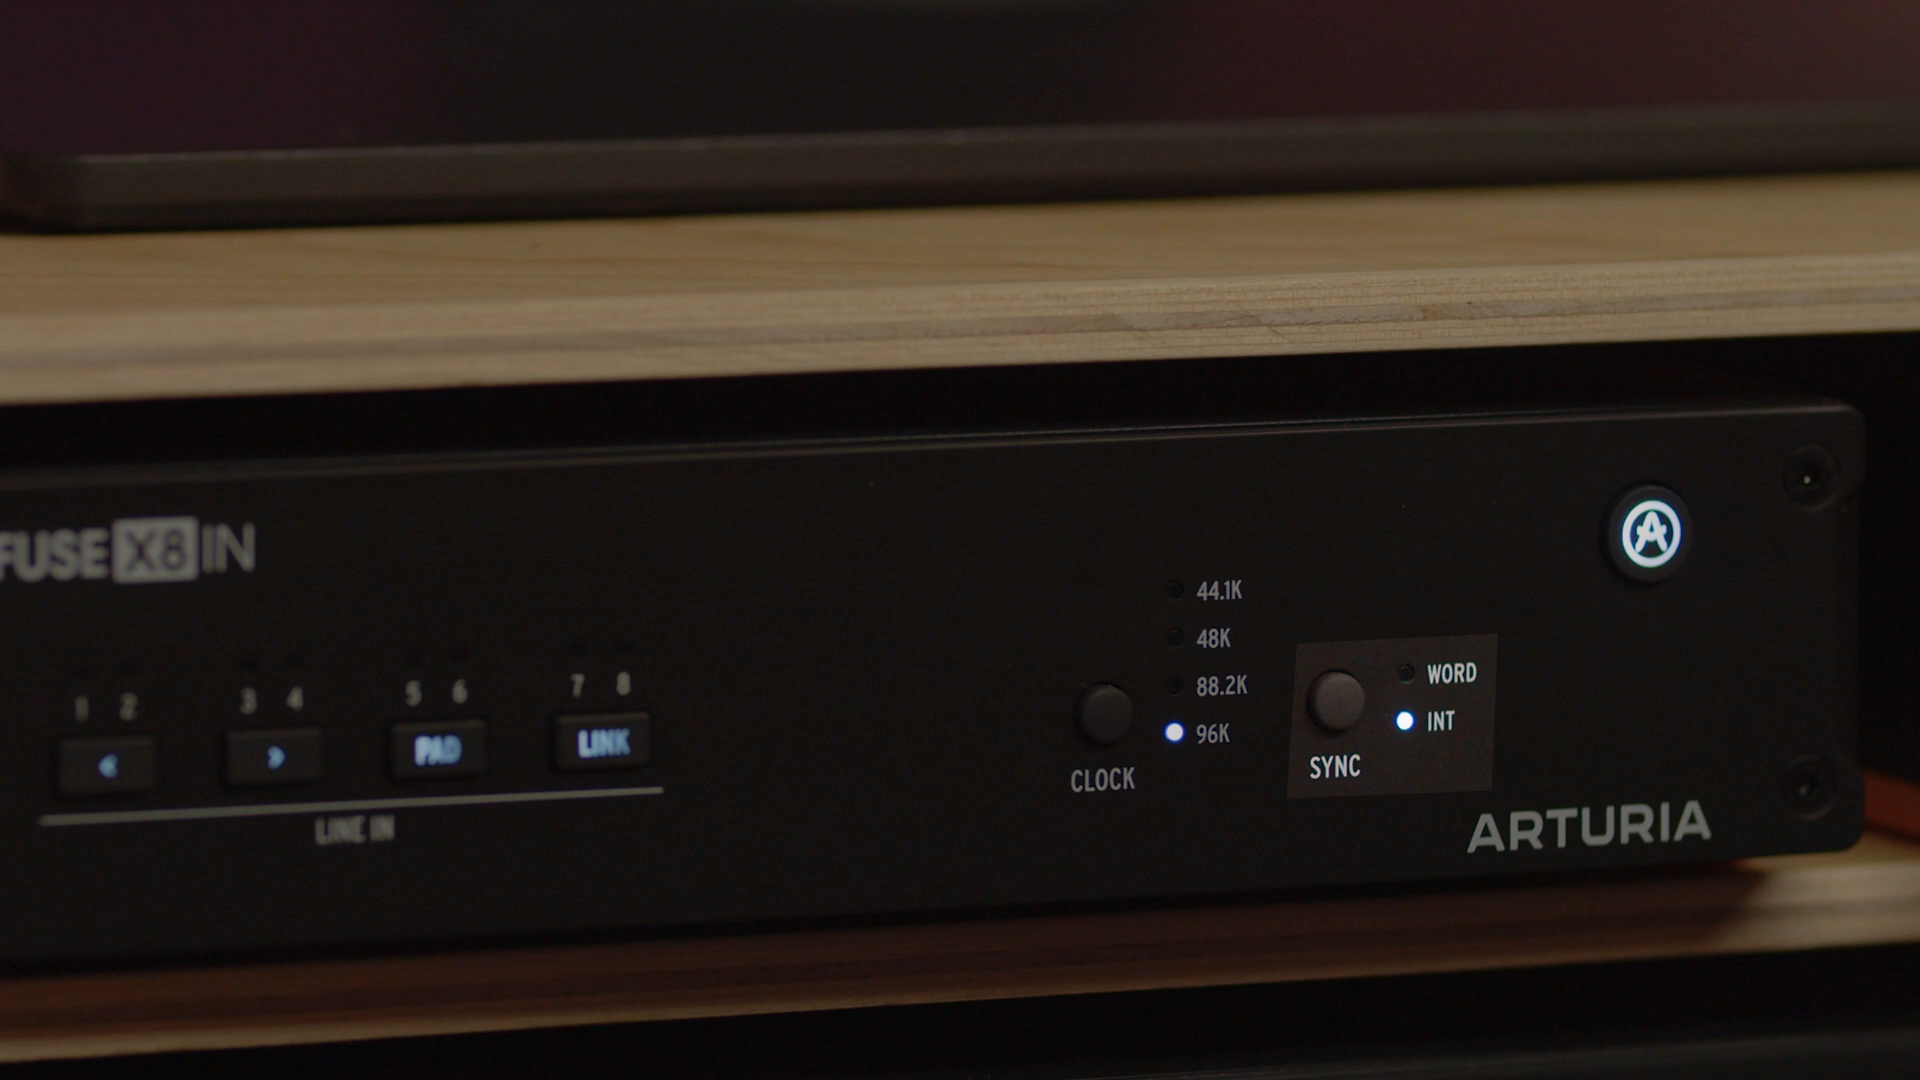 FUSE X8 IN
1 2 3 4 5 6 7 8
< > PAD LINK
LINE IN
44.1K
48K
88.2K
96K
CLOCK
WORD
INT
SYNC
ARTURIA